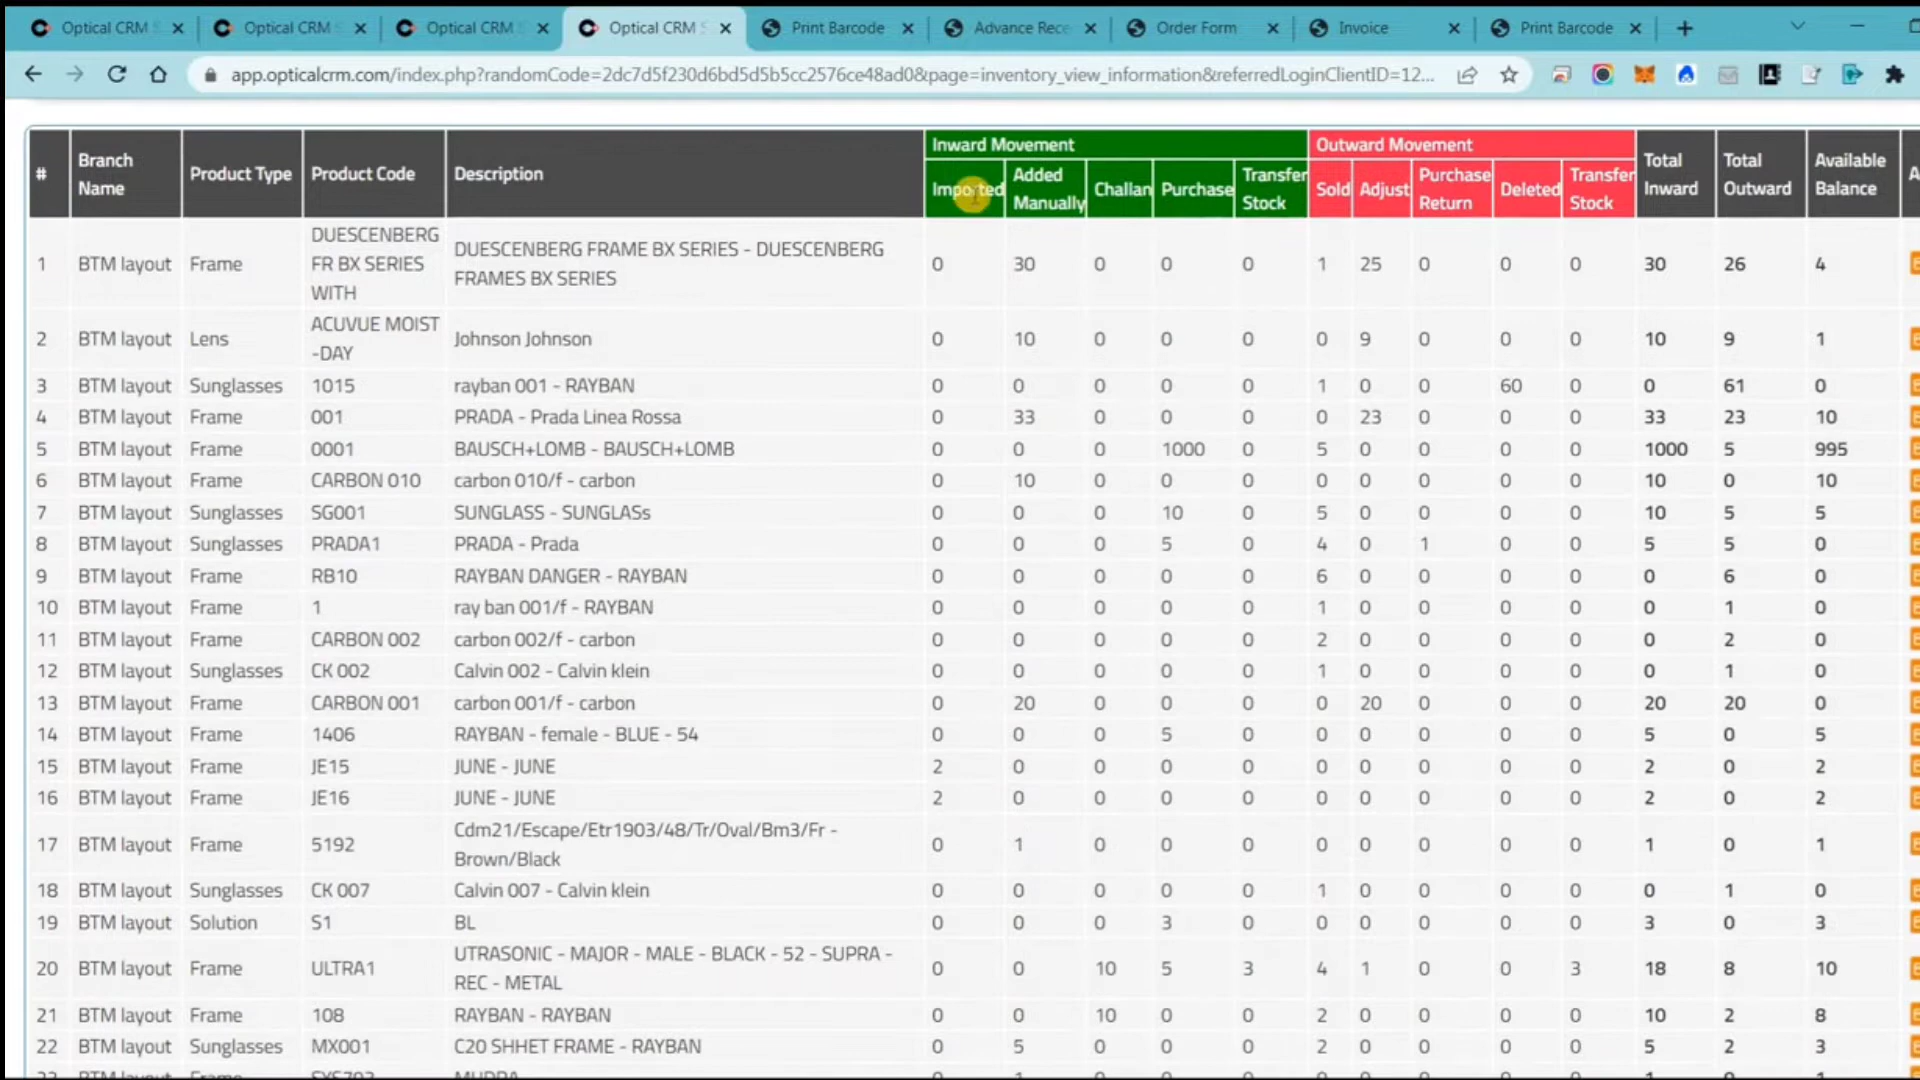 Optical CRM S
Optical CRM S
Optical CRM S
Optical CRM S
Print Barcode
Advance Rece
Order Form
Invoice
Print Barcode
app.opticalcrm.com/index.php?randomCode=2dc7d5f230d6bd5d5b5cc2576ce48ad0&page=inventory_view_information&referredLoginClientID=12...
Inward Movement Outward Movement
# Branch Name Product Type Product Code Description Imported Added Manually Challan Purchase Transfer Stock Sold Adjust Purchase Return Deleted Transfer Stock Total Inward Total Outward Available Balance A
1 BTM layout Frame DUESCENBERG FR BX SERIES WITH DUESCENBERG FRAME BX SERIES - DUESCENBERG FRAMES BX SERIES 0 30 0 0 0 1 25 0 0 0 30 26 4
2 BTM layout Lens ACUVUE MOIST -DAY Johnson Johnson 0 10 0 0 0 0 9 0 0 0 10 9 1
3 BTM layout Sunglasses 1015 rayban 001 - RAYBAN 0 0 0 0 0 1 0 0 60 0 0 61 0
4 BTM layout Frame 001 PRADA - Prada Linea Rossa 0 33 0 0 0 0 23 0 0 0 33 23 10
5 BTM layout Frame 0001 BAUSCH+LOMB - BAUSCH+LOMB 0 0 0 1000 0 5 0 0 0 0 1000 5 995
6 BTM layout Frame CARBON 010 carbon 010/f - carbon 0 10 0 0 0 0 0 0 0 0 10 0 10
7 BTM layout Sunglasses SG001 SUNGLASS - SUNGLASs 0 0 0 10 0 5 0 0 0 0 10 5 5
8 BTM layout Sunglasses PRADA1 PRADA - Prada 0 0 0 5 0 4 0 1 0 0 5 5 0
9 BTM layout Frame RB10 RAYBAN DANGER - RAYBAN 0 0 0 0 0 6 0 0 0 0 0 6 0
10 BTM layout Frame 1 ray ban 001/f - RAYBAN 0 0 0 0 0 1 0 0 0 0 0 1 0
11 BTM layout Frame CARBON 002 carbon 002/f - carbon 0 0 0 0 0 2 0 0 0 0 0 2 0
12 BTM layout Sunglasses CK 002 Calvin 002 - Calvin klein 0 0 0 0 0 1 0 0 0 0 0 1 0
13 BTM layout Frame CARBON 001 carbon 001/f - carbon 0 20 0 0 0 0 20 0 0 0 20 20 0
14 BTM layout Frame 1406 RAYBAN - female - BLUE - 54 0 0 0 5 0 0 0 0 0 0 5 0 5
15 BTM layout Frame JE15 JUNE - JUNE 2 0 0 0 0 0 0 0 0 0 2 0 2
16 BTM layout Frame JE16 JUNE - JUNE 2 0 0 0 0 0 0 0 0 0 2 0 2
17 BTM layout Frame 5192 Cdm21/Escape/Etr1903/48/Tr/Oval/Bm3/Fr - Brown/Black 0 1 0 0 0 0 0 0 0 0 1 0 1
18 BTM layout Sunglasses CK 007 Calvin 007 - Calvin klein 0 0 0 0 0 1 0 0 0 0 0 1 0
19 BTM layout Solution S1 BL 0 0 0 3 0 0 0 0 0 0 3 0 3
20 BTM layout Frame ULTRA1 UTRASONIC - MAJOR - MALE - BLACK - 52 - SUPRA - REC - METAL 0 0 10 5 3 4 1 0 0 3 18 8 10
21 BTM layout Frame 108 RAYBAN - RAYBAN 0 0 10 0 0 2 0 0 0 0 10 2 8
22 BTM layout Sunglasses MX001 C20 SHHET FRAME - RAYBAN 0 5 0 0 0 2 0 0 0 0 5 2 3